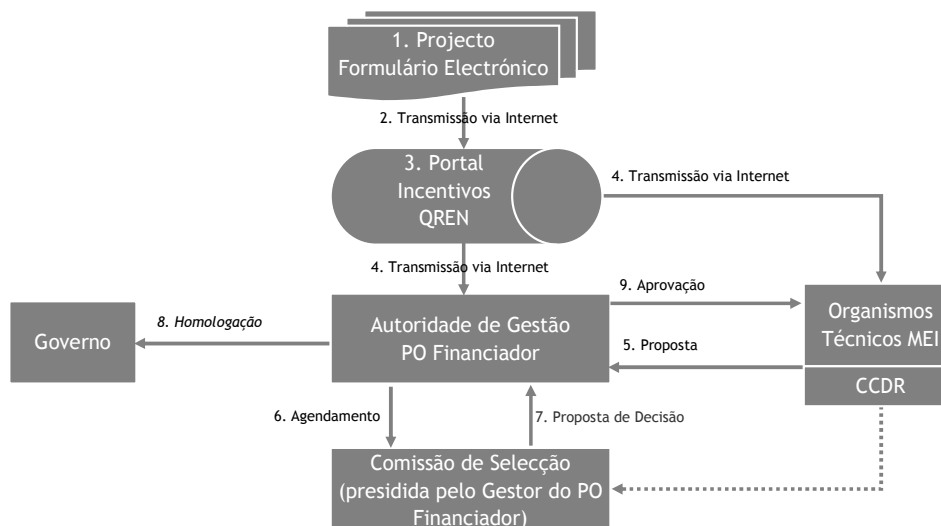 1. Projecto
Formulário Electrónico
2. Transmissão via Internet
3. Portal
Incentivos
QREN
4. Transmissão via Internet
4. Transmissão via Internet
9. Aprovação
Organismos
Técnicos MEI
CCDR
5. Proposta
Autoridade de Gestão
PO Financiador
8. Homologação
Governo
6. Agendamento
7. Proposta de Decisão
Comissão de Selecção
(presidida pelo Gestor do PO
Financiador)